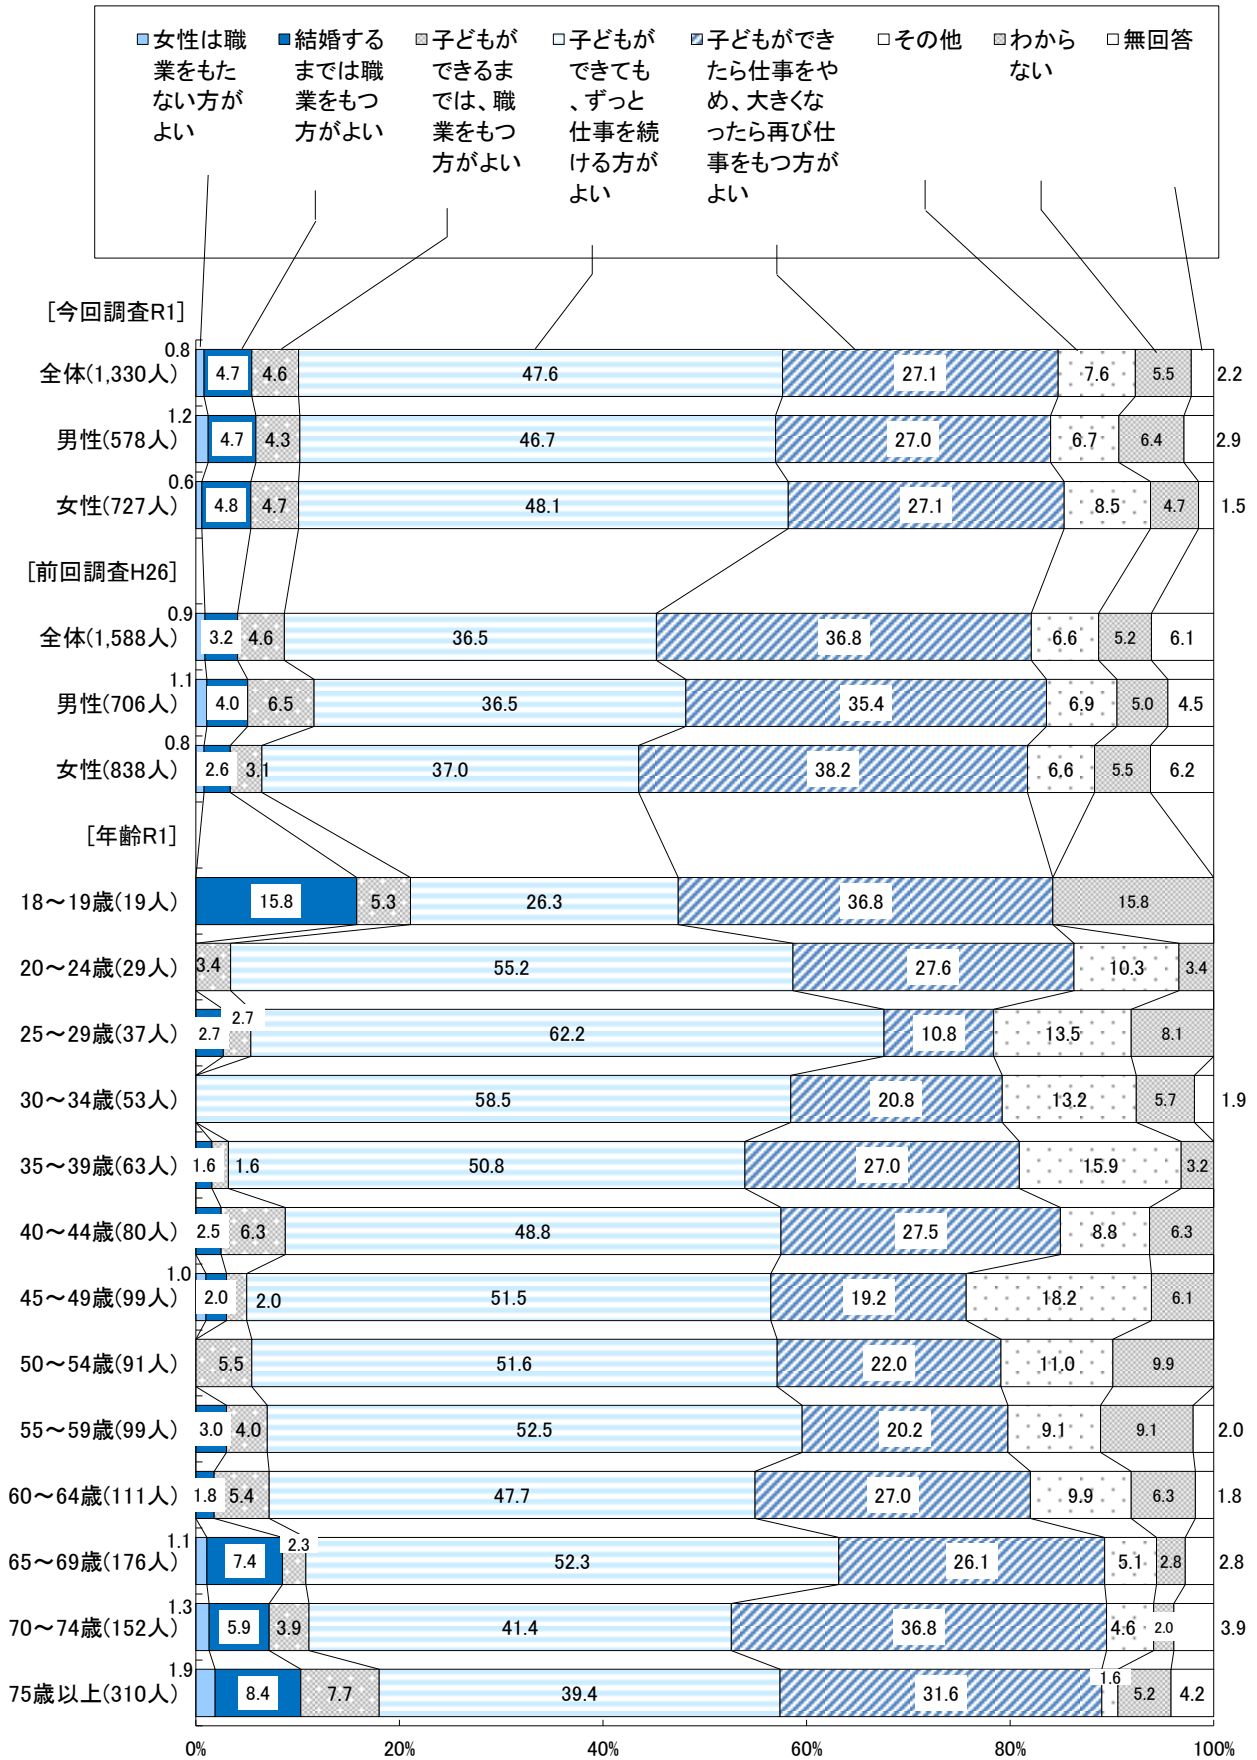 女性は職
業をもた
ない方が
よい
結婚する
までは職
業をもつ
方がよい
子どもが
できるま
では、職
業をもつ
方がよい
子どもが
できても
、ずっと
仕事を続
ける方が
よい
子どもができ
たら仕事をや
め、大きくな
ったら再び仕
事をもつ方が
よい
その他
わから
ない
無回答
[今回調査R1]
全体(1,330人) 0.8 4.7 4.6 47.6 27.1 7.6 5.5 2.2
男性(578人) 1.2 4.7 4.3 46.7 27.0 6.7 6.4 2.9
女性(727人) 0.6 4.8 4.7 48.1 27.1 8.5 4.7 1.5
[前回調査H26]
全体(1,588人) 0.9 3.2 4.6 36.5 36.8 6.6 5.2 6.1
男性(706人) 1.1 4.0 6.5 36.5 35.4 6.9 5.0 4.5
女性(838人) 0.8 2.6 3.1 37.0 38.2 6.6 5.5 6.2
[年齢R1]
18～19歳(19人) 15.8 5.3 26.3 36.8 15.8
20～24歳(29人) 3.4 55.2 27.6 10.3 3.4
25～29歳(37人) 2.7 2.7 62.2 10.8 13.5 8.1
30～34歳(53人) 58.5 20.8 13.2 5.7 1.9
35～39歳(63人) 1.6 1.6 50.8 27.0 15.9 3.2
40～44歳(80人) 2.5 6.3 48.8 27.5 8.8 6.3
45～49歳(99人) 1.0 2.0 2.0 51.5 19.2 18.2 6.1
50～54歳(91人) 5.5 51.6 22.0 11.0 9.9
55～59歳(99人) 3.0 4.0 52.5 20.2 9.1 9.1 2.0
60～64歳(111人) 1.8 5.4 47.7 27.0 9.9 6.3 1.8
65～69歳(176人) 1.1 7.4 2.3 52.3 26.1 5.1 2.8 2.8
70～74歳(152人) 1.3 5.9 3.9 41.4 36.8 4.6 2.0 3.9
75歳以上(310人) 1.9 8.4 7.7 39.4 31.6 1.6 5.2 4.2
0% 20% 40% 60% 80% 100%